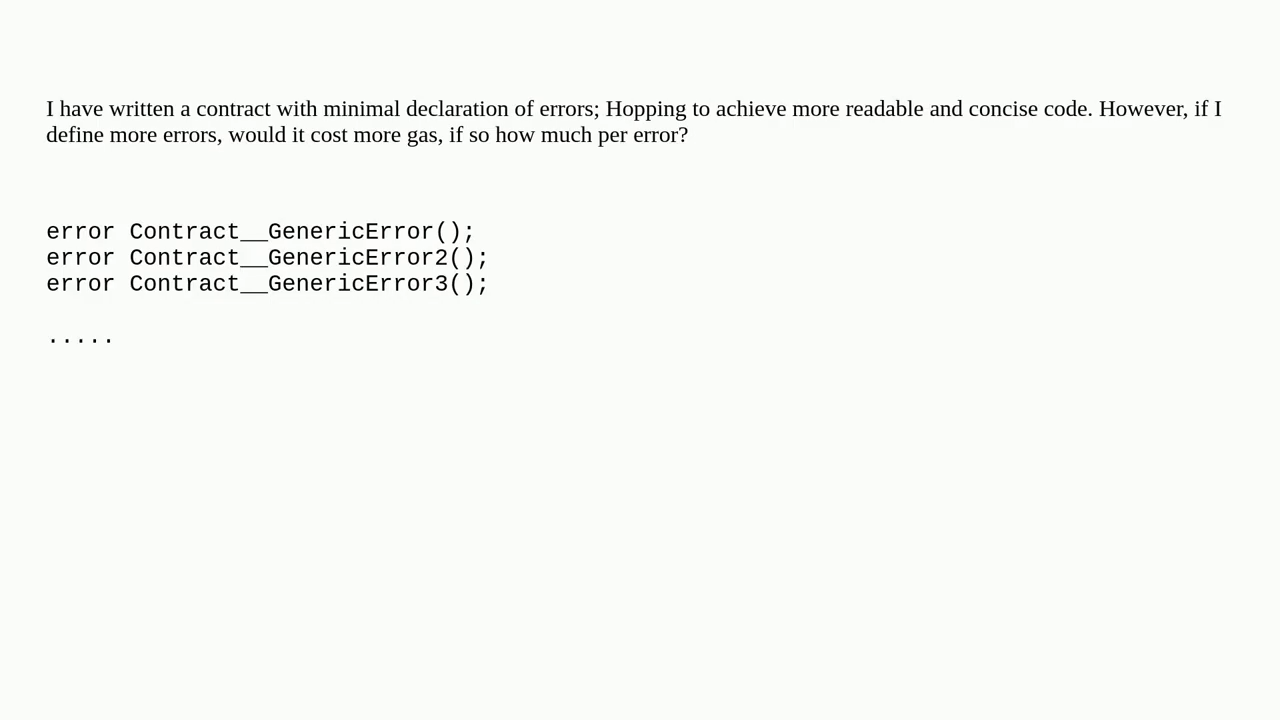 I have written a contract with minimal declaration of errors; Hopping to achieve more readable and concise code. However, if I
define more errors, would it cost more gas, if so how much per error?
error Contract__GenericError();
error Contract__GenericError2();
error Contract__GenericError3();
.....